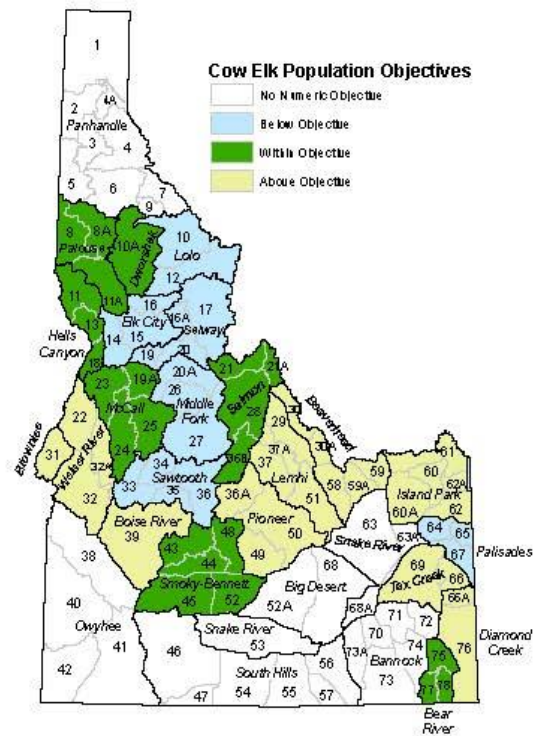 Cow Elk Population Objectives
No Numeric Objective
Below Objective
Within Objective
Above Objective
1
2
4A
Panhandle
3
4
5
6
7
9
8
8A
Palouse
10A
Dworshak
10
Lolo
12
11
11A
14
16
Elk City
15
16A
17
Selway
Hells
Canyon
13
18
19
20
23
19A
McCall
24
25
20A
26
Middle
Fork
27
21
21A
Salmon
28
36B
Beaverhead
30
30A
29
37A
37
Lemhi
51
Brownlee
31
22
Weiser River
32A
32
33
34
Sawtooth
35
36
36A
Pioneer
49
50
58
59A
59
61
60
62A
Island Park
60A
62
Boise River
39
43
48
44
Smoky-Bennett
45
52
63
Snake River
63A
64
65
67
Palisades
38
40
Owyhee
41
42
68
Big Desert
52A
68A
69
Tex Creek
66
66A
Snake River
53
46
47
South Hills
54
55
56
57
73A
70
71
72
74
Bannock
73
75
77
78
76
Diamond
Creek
Bear
River